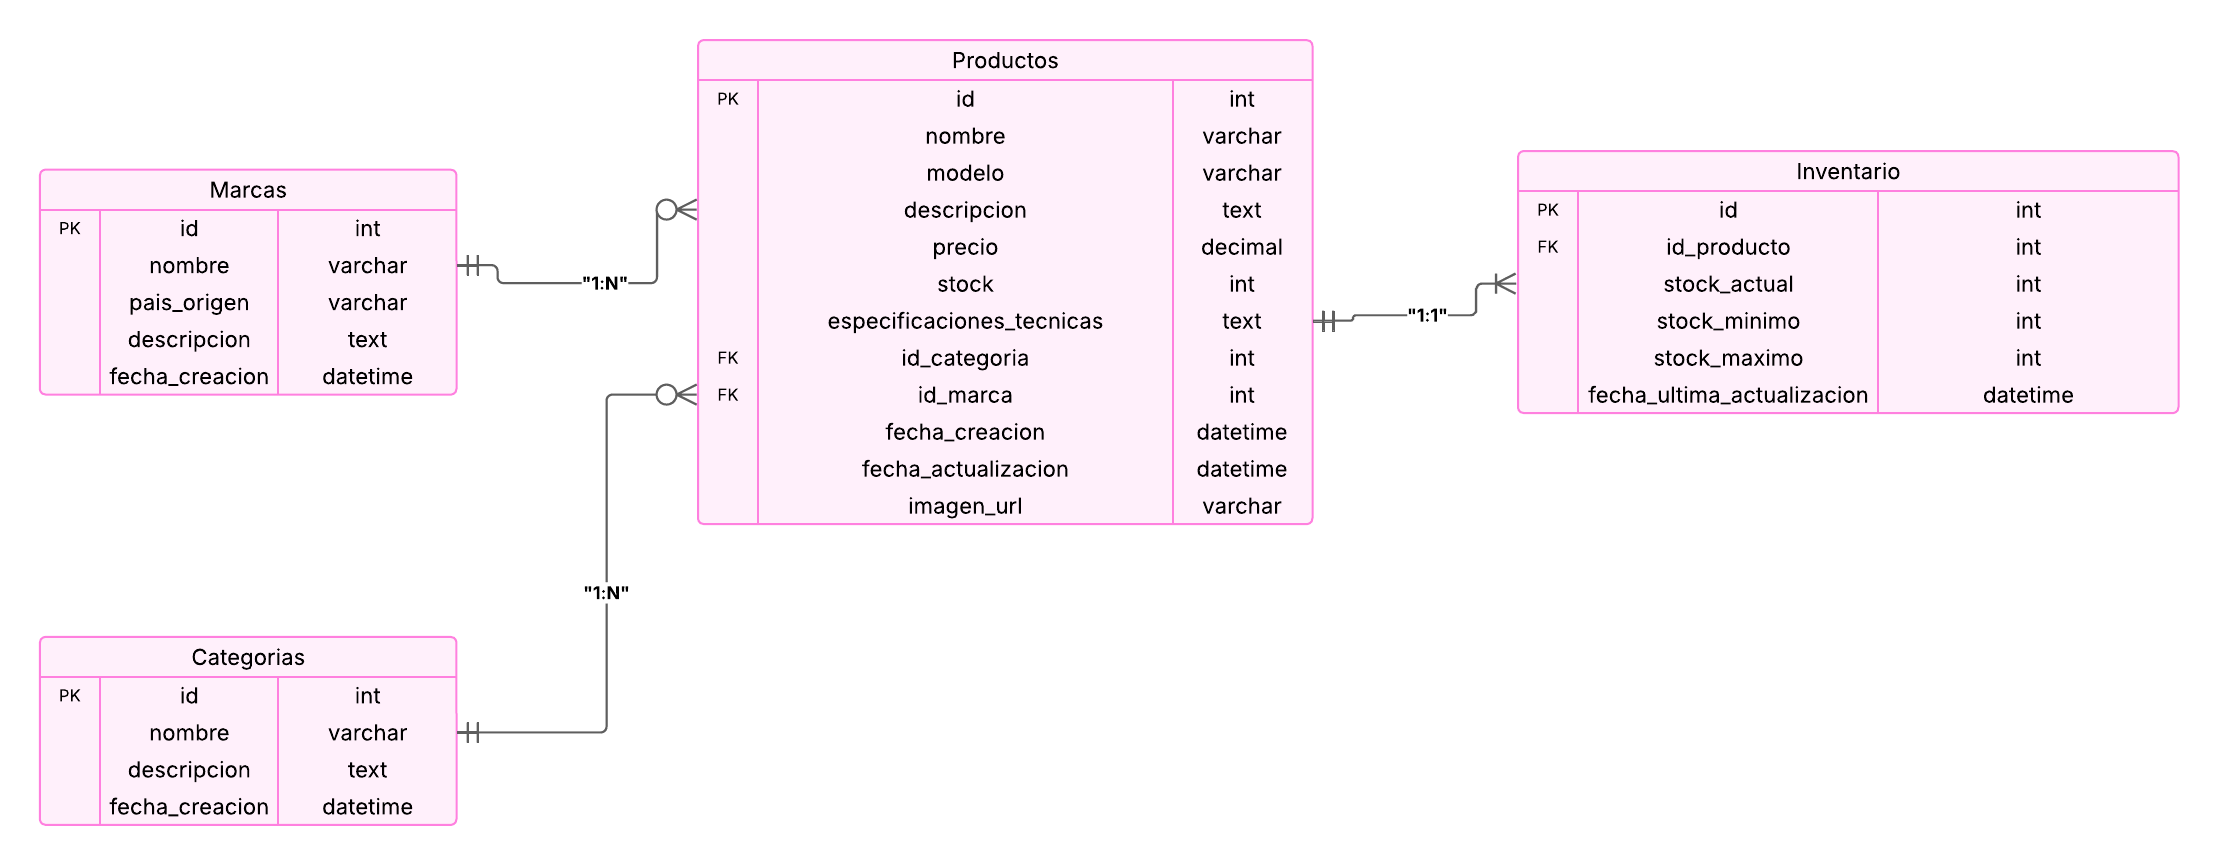 Productos
PK id int
nombre varchar
modelo varchar
descripcion text
precio decimal
stock int
especificaciones_tecnicas text
FK id_categoria int
FK id_marca int
fecha_creacion datetime
fecha_actualizacion datetime
imagen_url varchar
Marcas
PK id int
nombre varchar
pais_origen varchar
descripcion text
fecha_creacion datetime
"1:N"
Inventario
PK id int
FK id_producto int
stock_actual int
stock_minimo int
stock_maximo int
fecha_ultima_actualizacion datetime
"1:1"
"1:N"
Categorias
PK id int
nombre varchar
descripcion text
fecha_creacion datetime